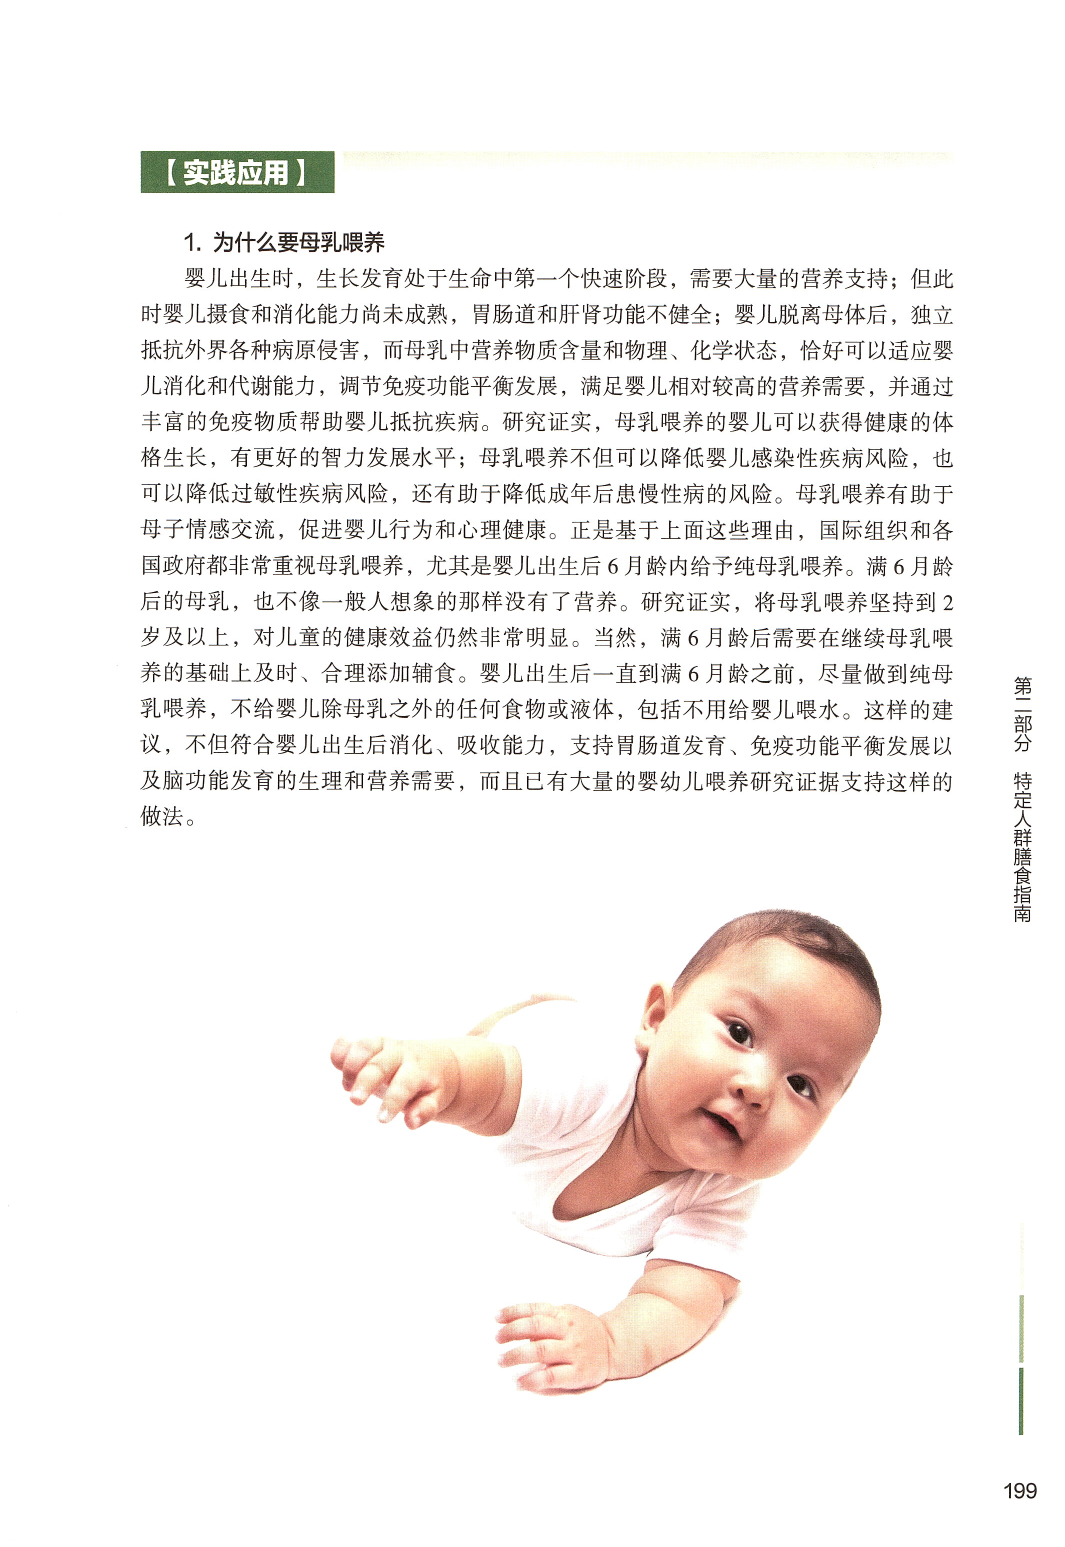 【实践应用】
1. 为什么要母乳喂养
婴儿出生时，生长发育处于生命中第一个快速阶段，需要大量的营养支持；但此
时婴儿摄食和消化能力尚未成熟，胃肠道和肝肾功能不健全；婴儿脱离母体后，独立
抵抗外界各种病原侵害，而母乳中营养物质含量和物理、化学状态，恰好可以适应婴
儿消化和代谢能力，调节免疫功能平衡发展，满足婴儿相对较高的营养需要，并通过
丰富的免疫物质帮助婴儿抵抗疾病。研究证实，母乳喂养的婴儿可以获得健康的体
格生长，有更好的智力发展水平；母乳喂养不但可以降低婴儿感染性疾病风险，也
可以降低过敏性疾病风险，还有助于降低成年后患慢性病的风险。母乳喂养有助于
母子情感交流，促进婴儿行为和心理健康。正是基于上面这些理由，国际组织和各
国政府都非常重视母乳喂养，尤其是婴儿出生后 6 月龄内给予纯母乳喂养。满 6 月龄
后的母乳，也不像一般人想象的那样没有了营养。研究证实，将母乳喂养坚持到 2
岁及以上，对儿童的健康效益仍然非常明显。当然，满 6 月龄后需要在继续母乳喂
养的基础上及时、合理添加辅食。婴儿出生后一直到满 6 月龄之前，尽量做到纯母
乳喂养，不给婴儿除母乳之外的任何食物或液体，包括不用给婴儿喂水。这样的建
议，不但符合婴儿出生后消化、吸收能力，支持胃肠道发育、免疫功能平衡发展以
及脑功能发育的生理和营养需要，而且已有大量的婴幼儿喂养研究证据支持这样的
做法。
第二部分 特定人群膳食指南
199